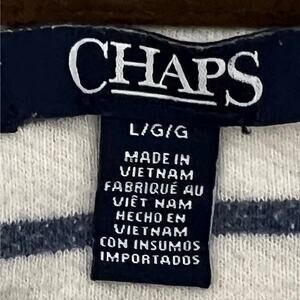 CHAPS
L/G/G
MADE IN
VIETNAM
FABRIQUÉ AU
VIÊT NAM
HECHO EN
VIETNAM
CON INSUMOS
IMPORTADOS